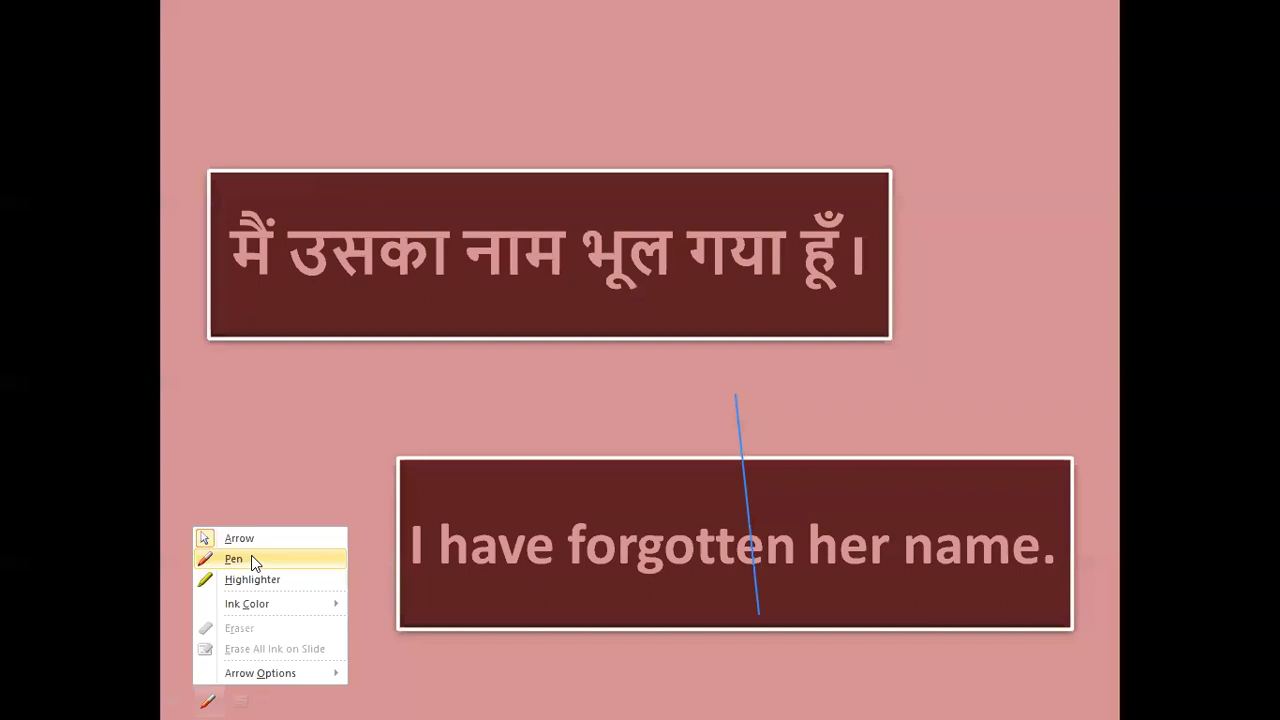 मैं उसका नाम भूल गया हूँ।
I have forgotten her name.
Arrow
Pen
Highlighter
Ink Color
Eraser
Erase All Ink on Slide
Arrow Options